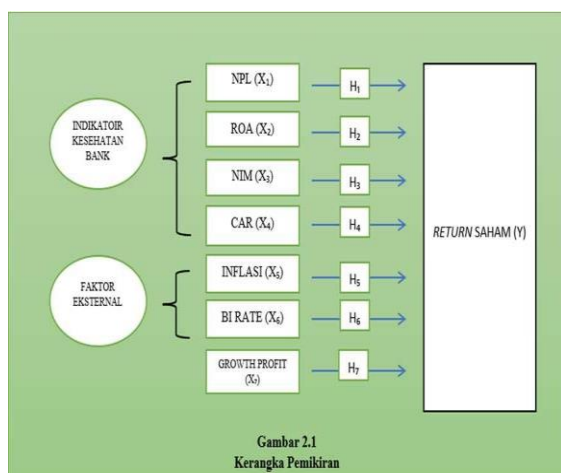 INDIKATOIR
KESEHATAN
BANK
NPL (X₁)
H₁
ROA (X₂)
H₂
NIM (X₃)
H₃
CAR (X₄)
H₄
FAKTOR
EKSTERNAL
INFLASI (X₅)
H₅
BI RATE (X₆)
H₆
GROWTH PROFIT
(X₇)
H₇
RETURN SAHAM (Y)
Gambar 2.1
Kerangka Pemikiran